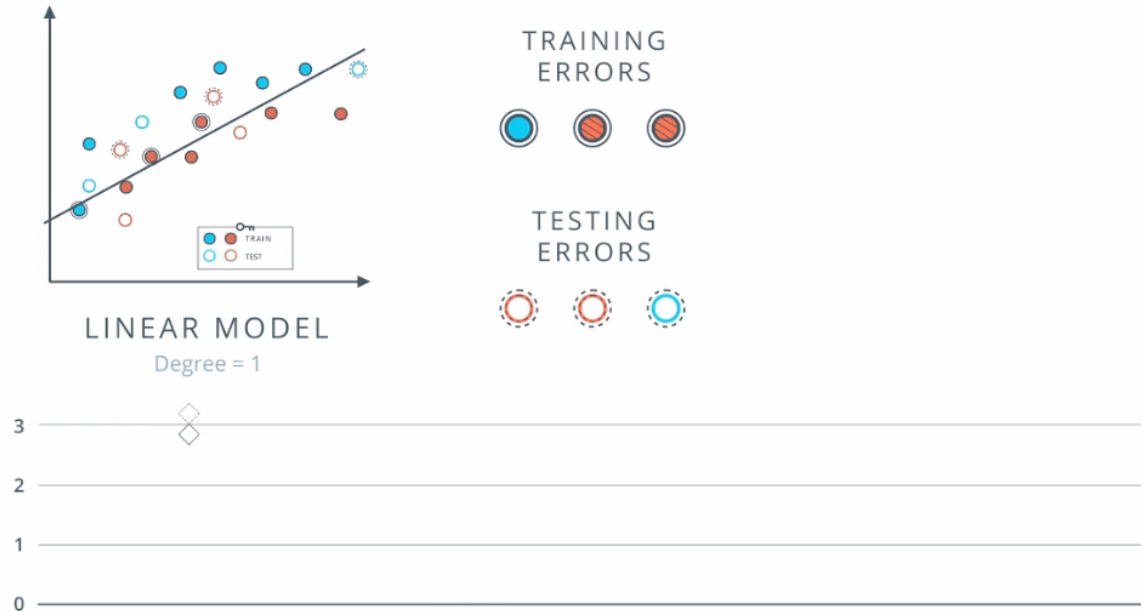 TRAINING
ERRORS
TRAIN
TEST
TESTING
ERRORS
LINEAR MODEL
Degree = 1
3
2
1
0